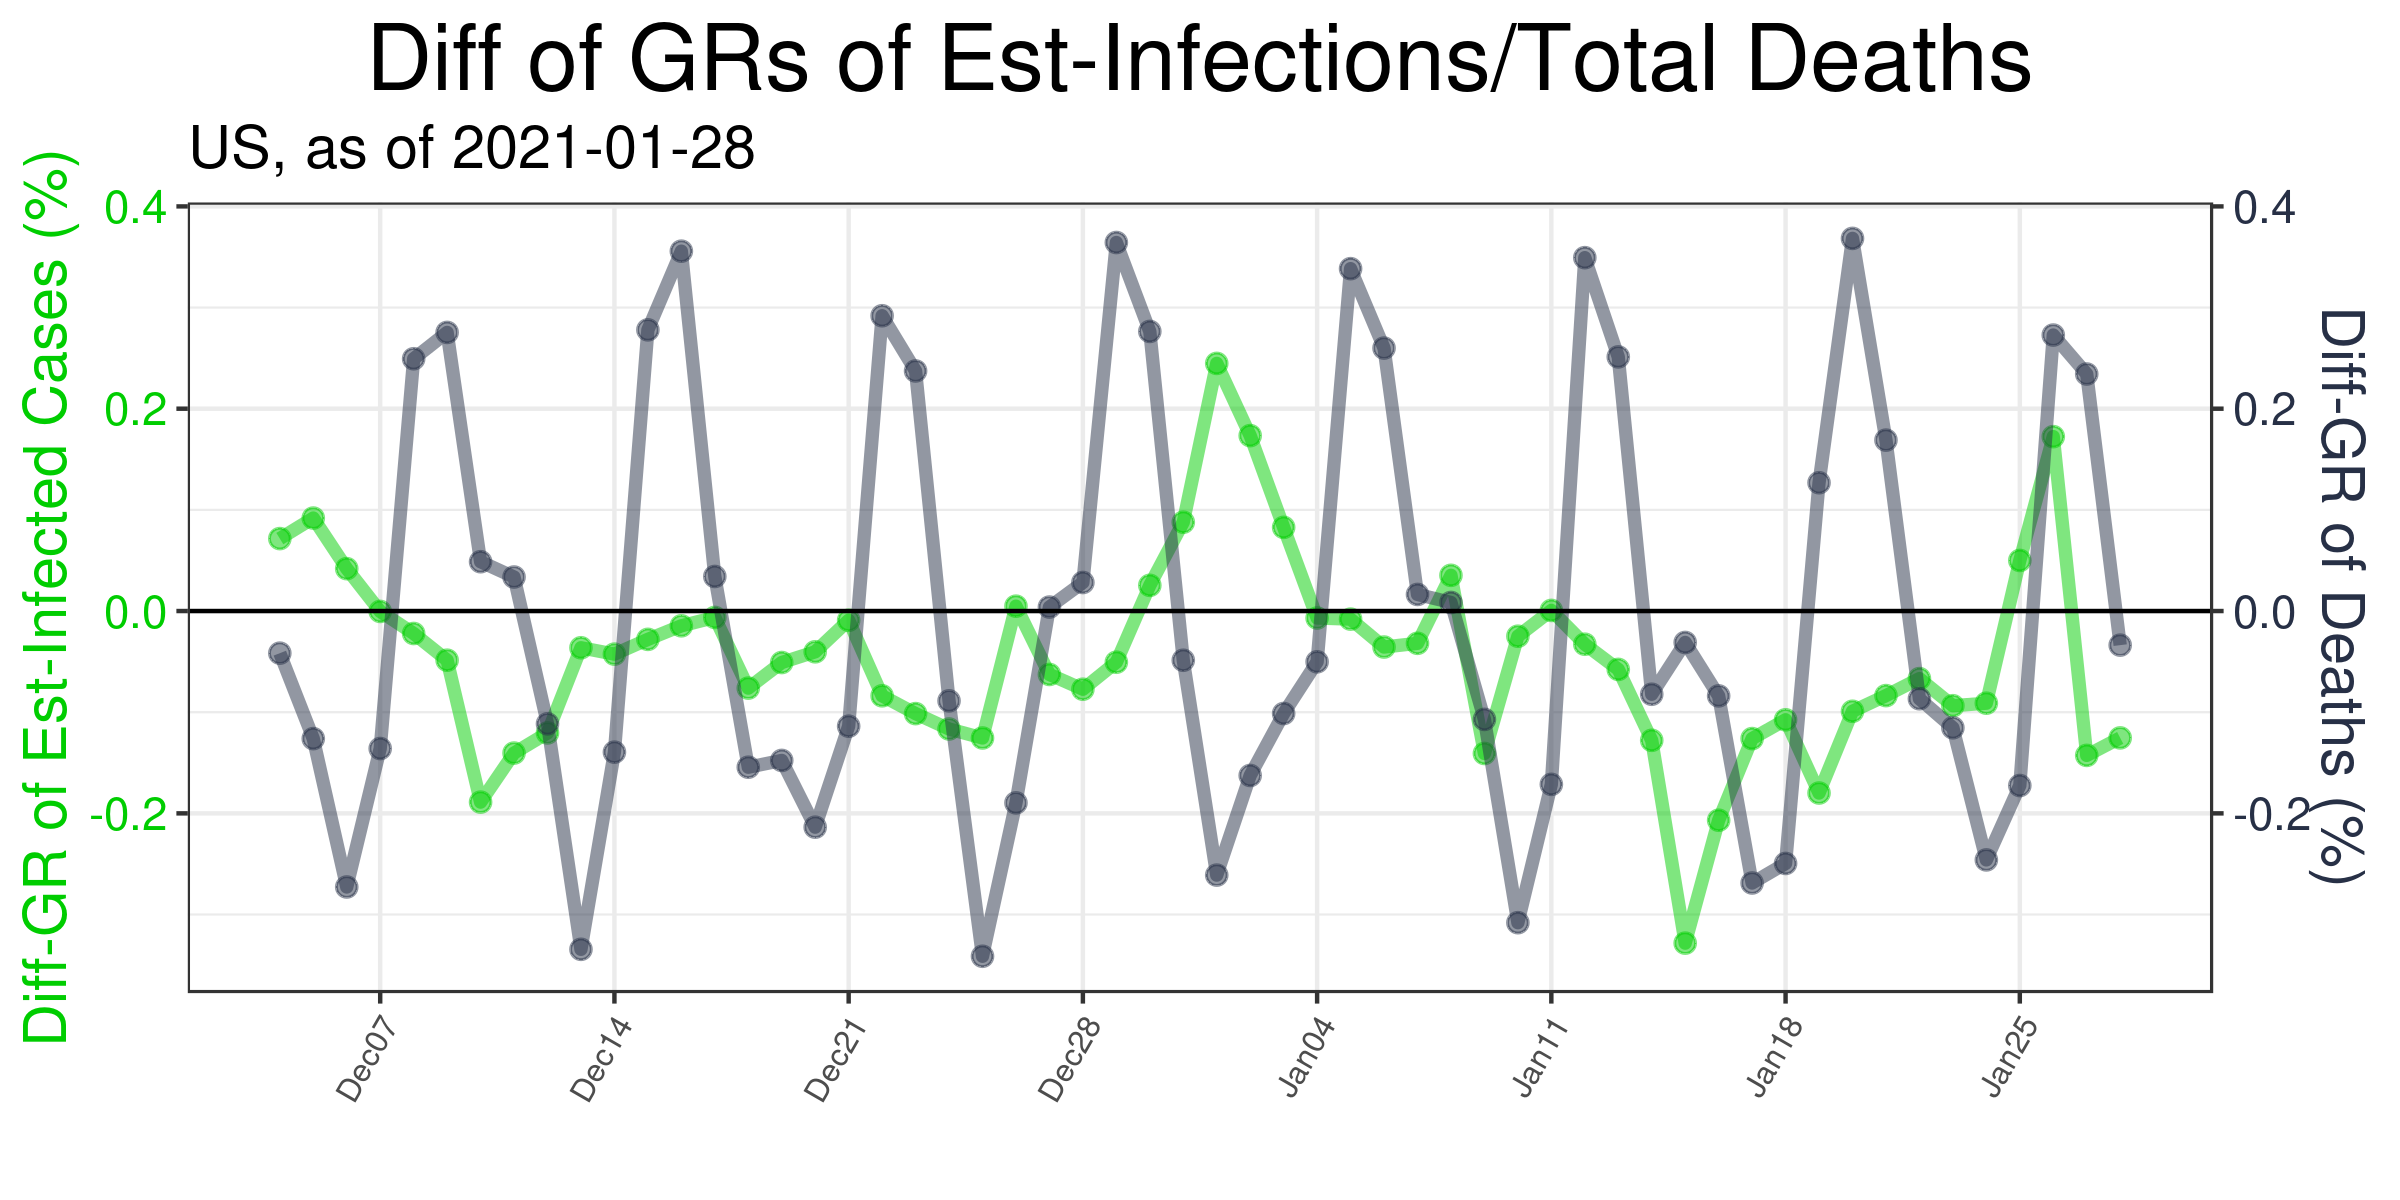 Diff of GRs of Est-Infections/Total Deaths
US, as of 2021-01-28
Diff-GR of Est-Infected Cases (%)
0.4
0.2
0.0
-0.2
0.4
0.2
0.0
-0.2
Diff-GR of Deaths (%)
Dec07
Dec14
Dec21
Dec28
Jan04
Jan11
Jan18
Jan25